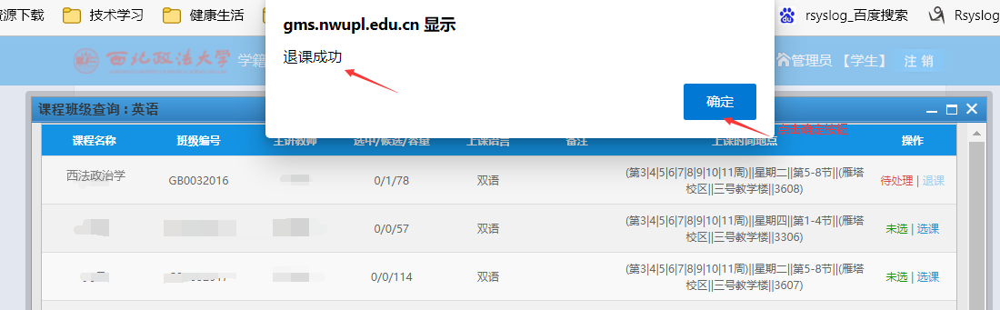 资源下载 技术学习 健康生活 rsyslog_百度搜索 Rsyslog
gms.nwupl.edu.cn 显示
退课成功
确定
西北政法大学 学籍 管理员 【学生】 注 销
课程班级查询 : 英语
课程名称 班级编号 主讲教师 选中/候选/容量 上课语言 备注 上课时间地点 操作
西法政治学 GB0032016 0/1/78 双语 (第3|4|5|6|7|8|9|10|11周)||星期二||第5-8节||(雁塔
校区||三号教学楼||3608) 待处理 | 退课
0/0/57 双语 (第3|4|5|6|7|8|9|10|11周)||星期四||第1-4节||(雁塔
校区||三号教学楼||3306) 未选 | 选课
0/0/114 双语 (第3|4|5|6|7|8|9|10|11周)||星期二||第5-8节||(雁塔
校区||三号教学楼||3607) 未选 | 选课